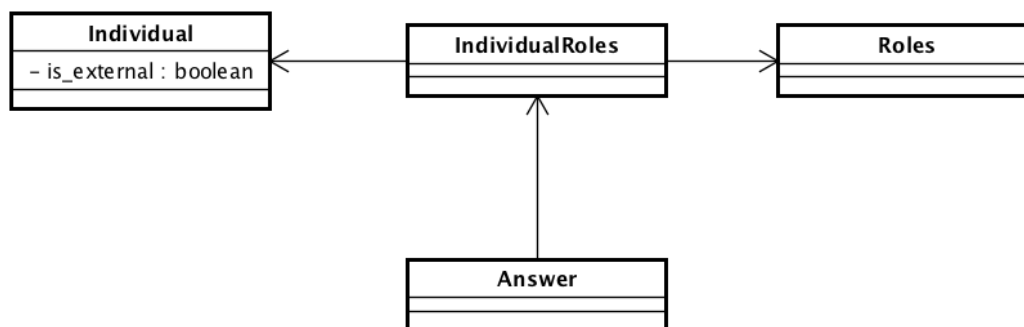 Individual
– is_external : boolean
IndividualRoles
Roles
Answer